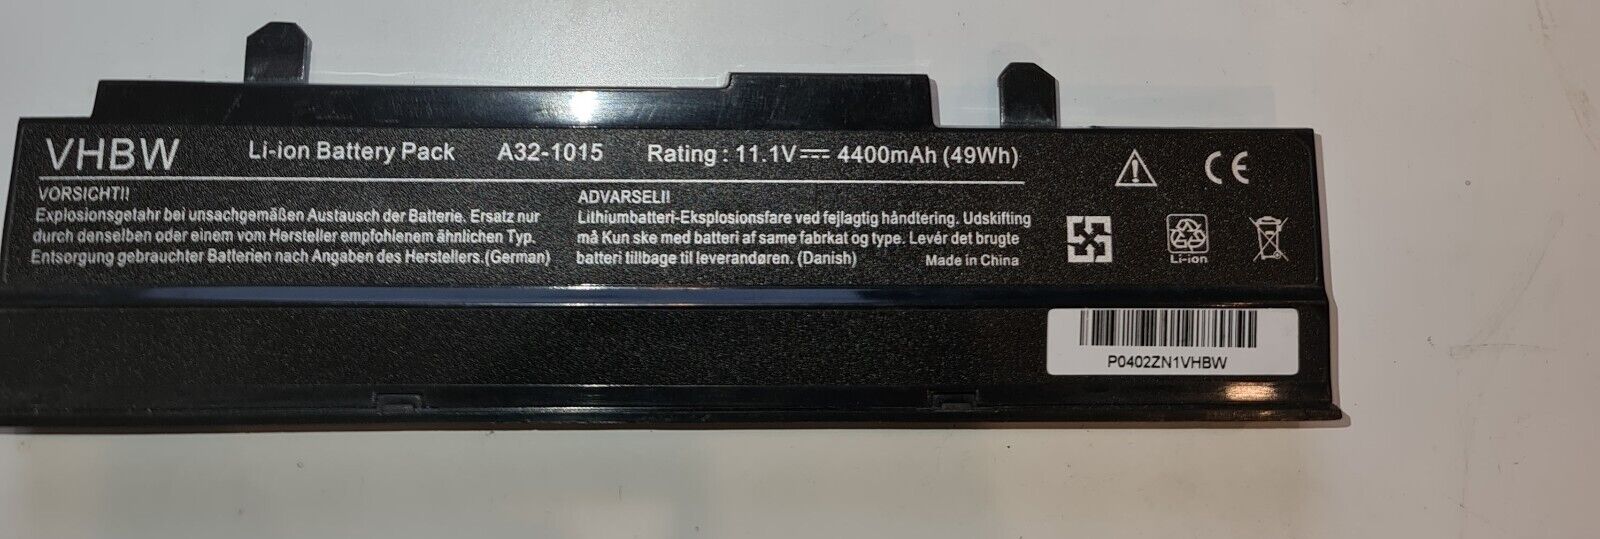 VHBW Li-ion Battery Pack A32-1015 Rating : 11.1V⎓ 4400mAh (49Wh)
VORSICHT!!
Explosionsgetahr bei unsachgemäßen Austausch der Batterie. Ersatz nur
durch denselben oder einem vom Hersteller empfohlenem ähnlichen Typ.
Entsorgung gebrauchter Batterien nach Angaben des Herstellers.(German)
ADVARSEL!!
Lithiumbatteri-Eksplosionsfare ved fejlagtig håndtering. Udskifting
må Kun ske med batteri af same fabrkat og type. Levér det brugte
batteri tillbage til leverandøren. (Danish) Made in China
CE
Li-ion
P0402ZN1VHBW